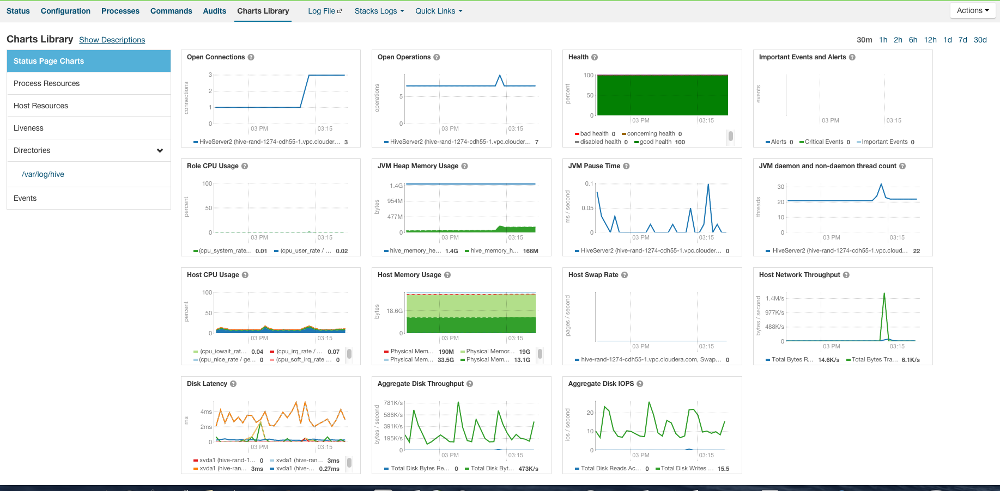 Status Configuration Processes Commands Audits Charts Library Log File Stacks Logs Quick Links Actions
Charts Library Show Descriptions 30m 1h 2h 6h 12h 1d 7d 30d
Status Page Charts
Process Resources
Host Resources
Liveness
Directories
/var/log/hive
Events
Open Connections ?
connections
3
2
1
0
03 PM 03:15
HiveServer2 (hive-rand-1274-cdh55-1.vpc.clouder... 3
Open Operations ?
operations
5
0
03 PM 03:15
HiveServer2 (hive-rand-1274-cdh55-1.vpc.clouder... 7
Health ?
percent
100
50
0
03 PM 03:15
bad health 0 concerning health 0
disabled health 0 good health 100
Important Events and Alerts ?
events
03 PM 03:15
Alerts 0 Critical Events 0 Important Events 0
Role CPU Usage ?
percent
100
50
0
03 PM 03:15
(cpu_system_rate... 0.01 (cpu_user_rate / ... 0.02
JVM Heap Memory Usage ?
bytes
1.4G
954M
477M
0
03 PM 03:15
hive_memory_he... 1.4G hive_memory_h... 166M
JVM Pause Time ?
ms / second
0.1
0.05
0
03 PM 03:15
HiveServer2 (hive-rand-1274-cdh55-1.vpc.clouder... 0
JVM daemon and non-daemon thread count ?
threads
30
20
10
0
03 PM 03:15
HiveServer2 (hive-rand-1274-cdh55-1.vpc.cloud... 22
Host CPU Usage ?
percent
100
50
0
03 PM 03:15
(cpu_iowait_rat... 0.04 (cpu_irq_rate / ... 0.07
(cpu_nice_rate / ge... 0 (cpu_soft_irq_rate ... 0
Host Memory Usage ?
bytes
18.6G
0
03 PM 03:15
Physical Mem... 190M Physical Memor... 19G
Physical Mem... 33.5G Physical Mem... 13.1G
Host Swap Rate ?
pages / second
03 PM 03:15
hive-rand-1274-cdh55-1.vpc.cloudera.com, Swap... 0
Host Network Throughput ?
bytes / second
1.4M/s
977K/s
488K/s
0
03 PM 03:15
Total Bytes R... 14.6K/s Total Bytes Tra... 6.1K/s
Disk Latency ?
ms
4ms
2ms
0
03 PM 03:15
xvda1 (hive-rand-1... 0 xvda1 (hive-ran... 3ms
xvda1 (hive-ran... 3ms xvda1 (hive-... 0.27ms
Aggregate Disk Throughput ?
bytes / second
781K/s
586K/s
391K/s
195K/s
0
03 PM 03:15
Total Disk Bytes Re... 0 Total Disk Byt... 473K/s
Aggregate Disk IOPS ?
ios / second
20
10
0
03 PM 03:15
Total Disk Reads Ac... 0 Total Disk Writes ... 15.5